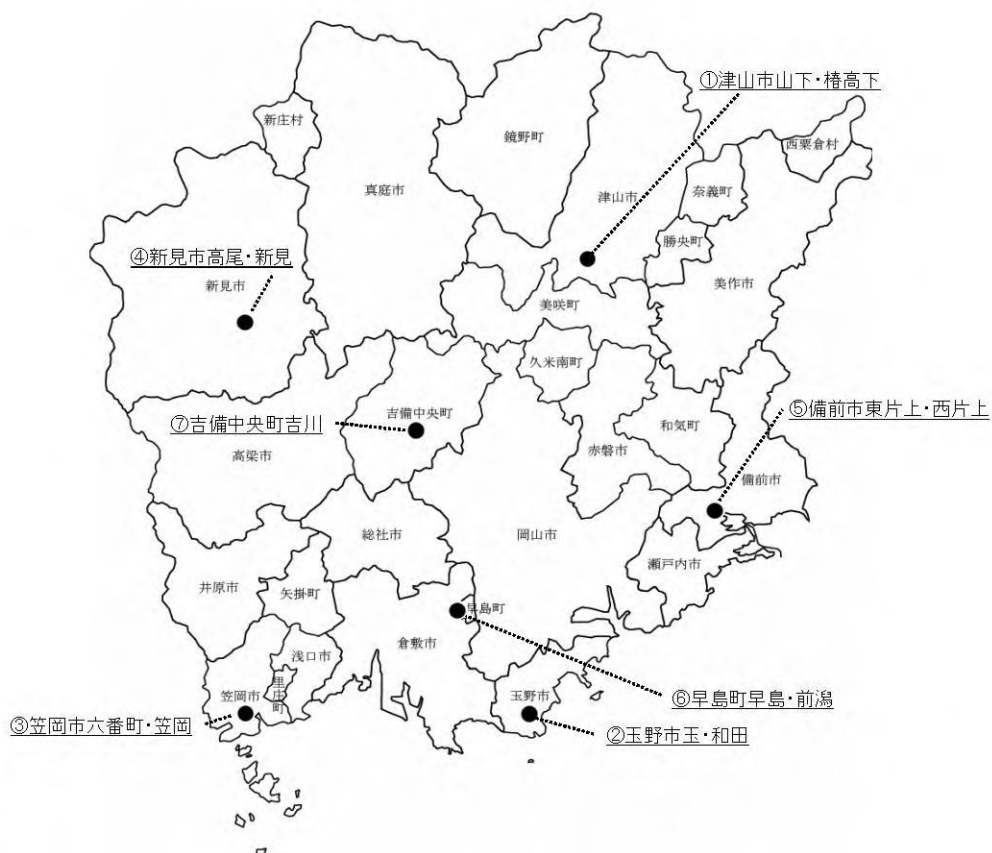 ①津山市山下・椿高下
新庄村
鏡野町
西粟倉村
真庭市
津山市
奈義町
勝央町
④新見市高尾・新見
新見市
美作市
美咲町
久米南町
⑤備前市東片上・西片上
吉備中央町
⑦吉備中央町吉川
和気町
赤磐市
高梁市
備前市
総社市
岡山市
瀬戸内市
井原市
矢掛町
早島町
倉敷市
浅口市
里庄町
笠岡市
玉野市
⑥早島町早島・前潟
③笠岡市六番町・笠岡
②玉野市玉・和田